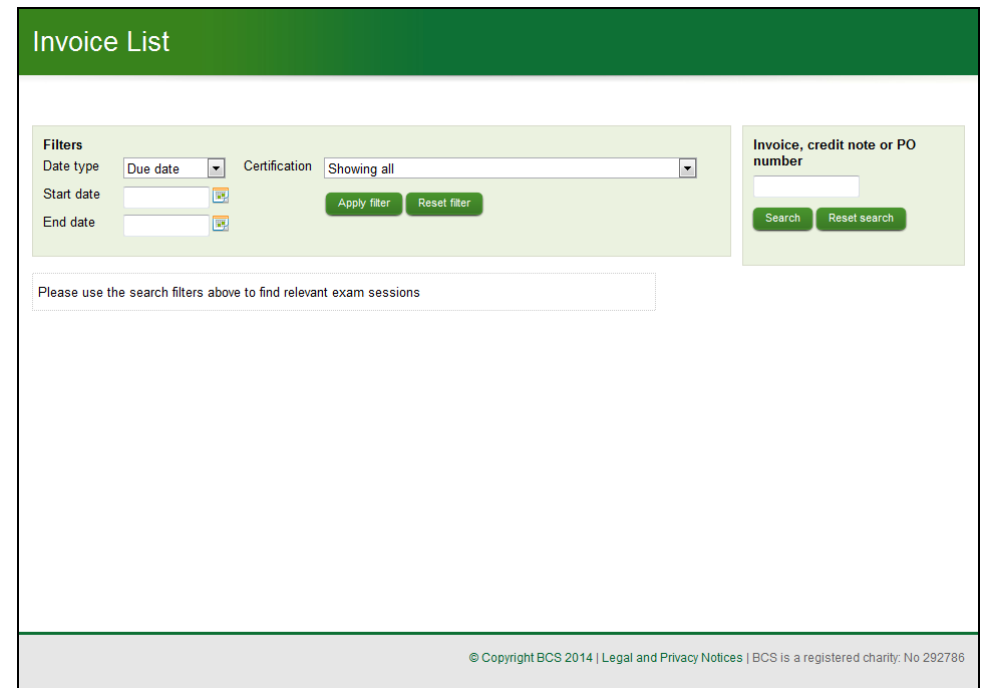 Invoice List
Filters
Date type Due date Certification Showing all
Start date
End date
Apply filter Reset filter
Invoice, credit note or PO
number
Search Reset search
Please use the search filters above to find relevant exam sessions
© Copyright BCS 2014 | Legal and Privacy Notices | BCS is a registered charity: No 292786